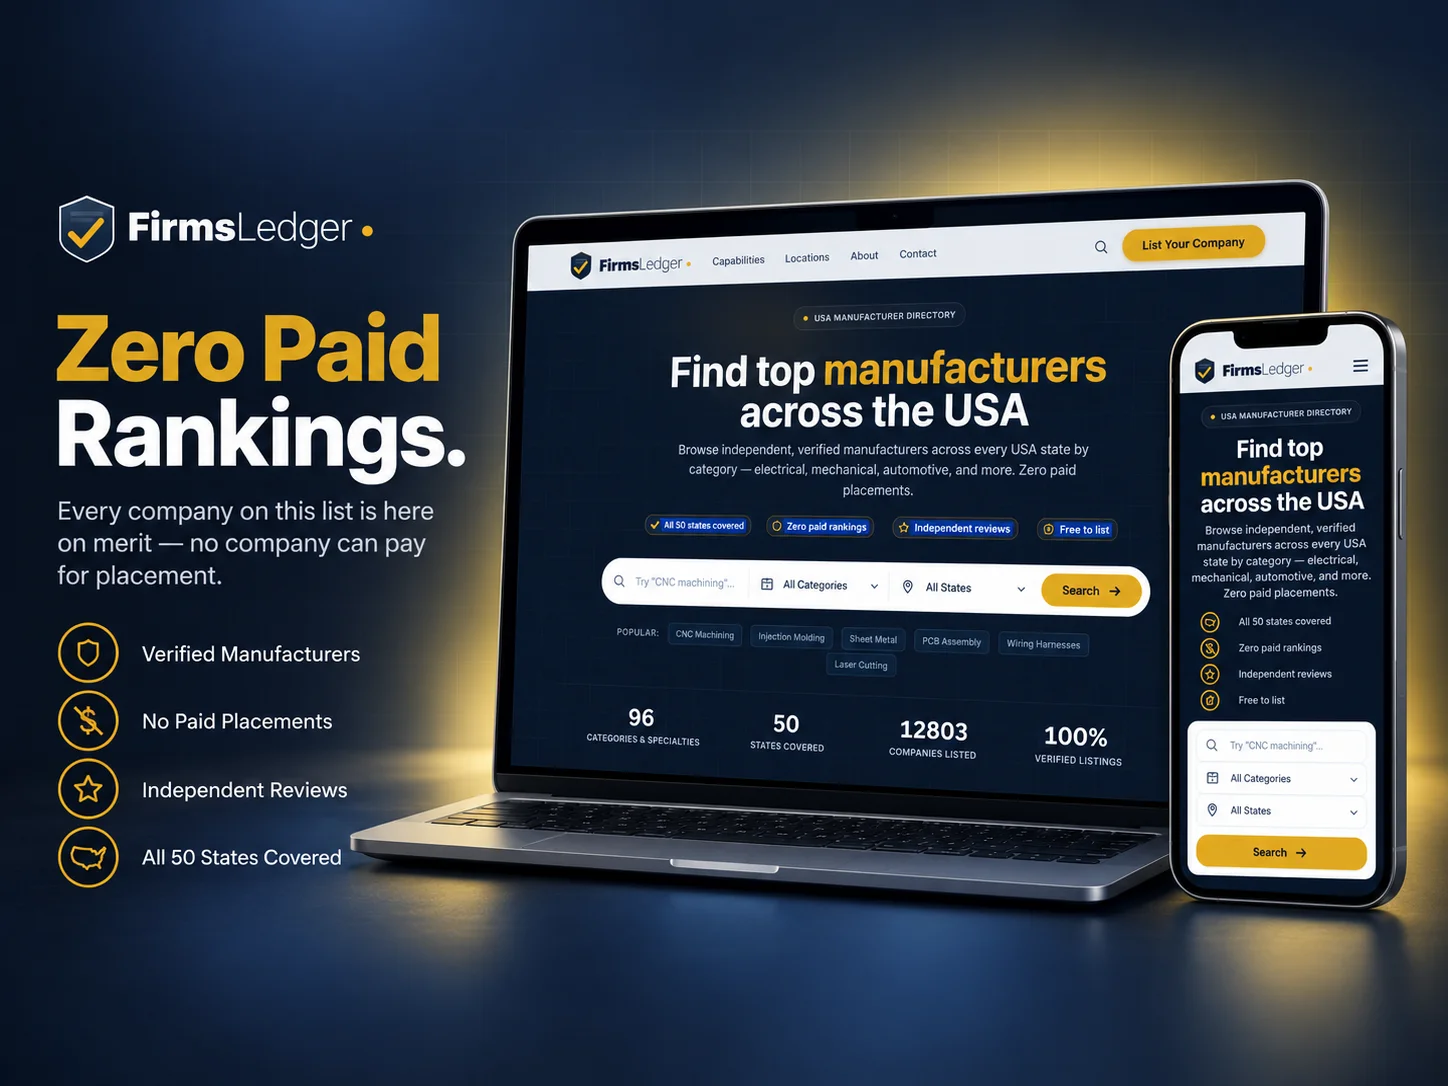 FirmsLedger
Zero Paid
Rankings.
Every company on this list is here
on merit — no company can pay
for placement.
Verified Manufacturers
No Paid Placements
Independent Reviews
All 50 States Covered
FirmsLedger
Capabilities
Locations
About
Contact
List Your Company
USA MANUFACTURER DIRECTORY
Find top manufacturers
across the USA
Browse independent, verified manufacturers across every USA state by
category — electrical, mechanical, automotive, and more. Zero paid
placements.
All 50 states covered
Zero paid rankings
Independent reviews
Free to list
Try "CNC machining"...
All Categories
All States
Search →
POPULAR:
CNC Machining
Injection Molding
Sheet Metal
PCB Assembly
Wiring Harnesses
Laser Cutting
96
CATEGORIES & SPECIALTIES
50
STATES COVERED
12803
COMPANIES LISTED
100%
VERIFIED LISTINGS
FirmsLedger
USA MANUFACTURER DIRECTORY
Find top
manufacturers
across the USA
Browse independent, verified
manufacturers across every USA
state by category — electrical,
mechanical, automotive, and more.
Zero paid placements.
All 50 states covered
Zero paid rankings
Independent reviews
Free to list
Try "CNC machining"...
All Categories
All States
Search →